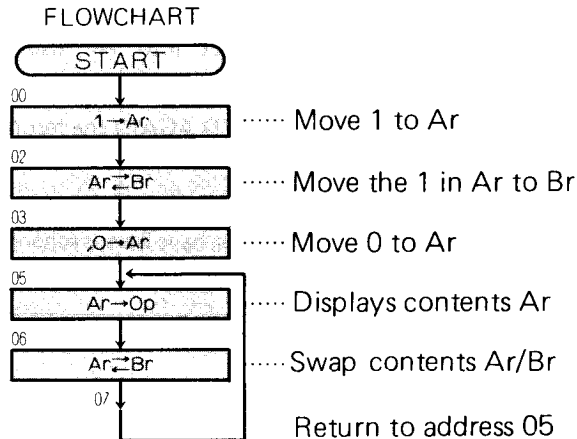 FLOWCHART
START
00
1→Ar
...... Move 1 to Ar
02
Ar⇄Br
...... Move the 1 in Ar to Br
03
0→Ar
...... Move 0 to Ar
05
Ar→Op
...... Displays contents Ar
06
Ar⇄Br
...... Swap contents Ar/Br
07
Return to address 05